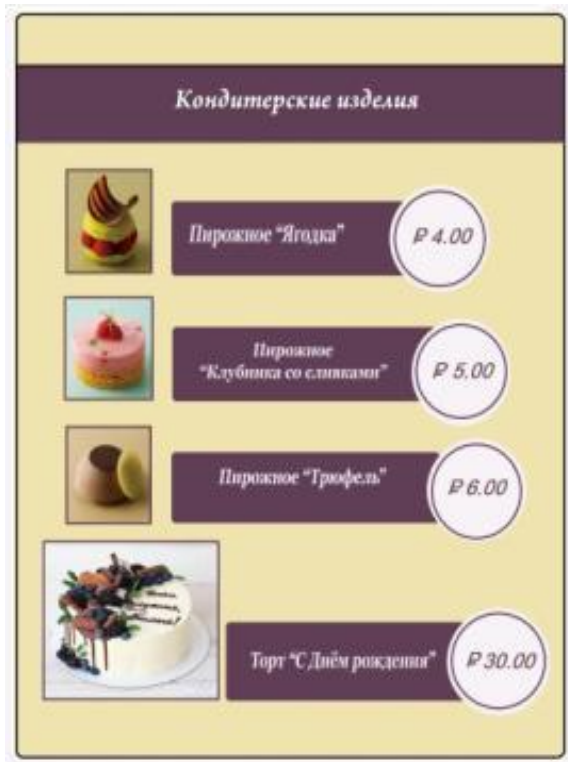 Кондитерские изделия
Пирожное “Ягодка”
₽ 4.00
Пирожное
“Клубника со сливками”
₽ 5,00
Пирожное “Трюфель”
₽ 6.00
Торт “С Днём рождения”
₽ 30.00